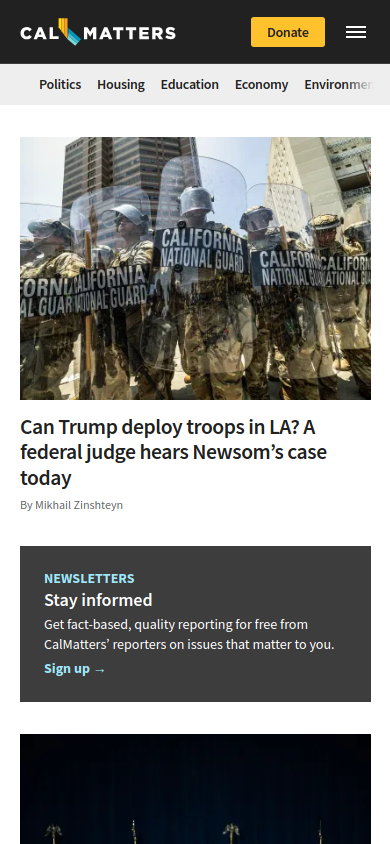 CAL MATTERS
Donate
Politics Housing Education Economy Environmen
CALIFORNIA
NATIONAL GUARD
CALIFORNIA
NATIONAL GUARD
CALIFORNIA
NATIONAL GUARD
CALIFORNIA
NATIONAL GUARD
Can Trump deploy troops in LA? A
federal judge hears Newsom’s case
today
By Mikhail Zinshteyn
NEWSLETTERS
Stay informed
Get fact-based, quality reporting for free from
CalMatters’ reporters on issues that matter to you.
Sign up →